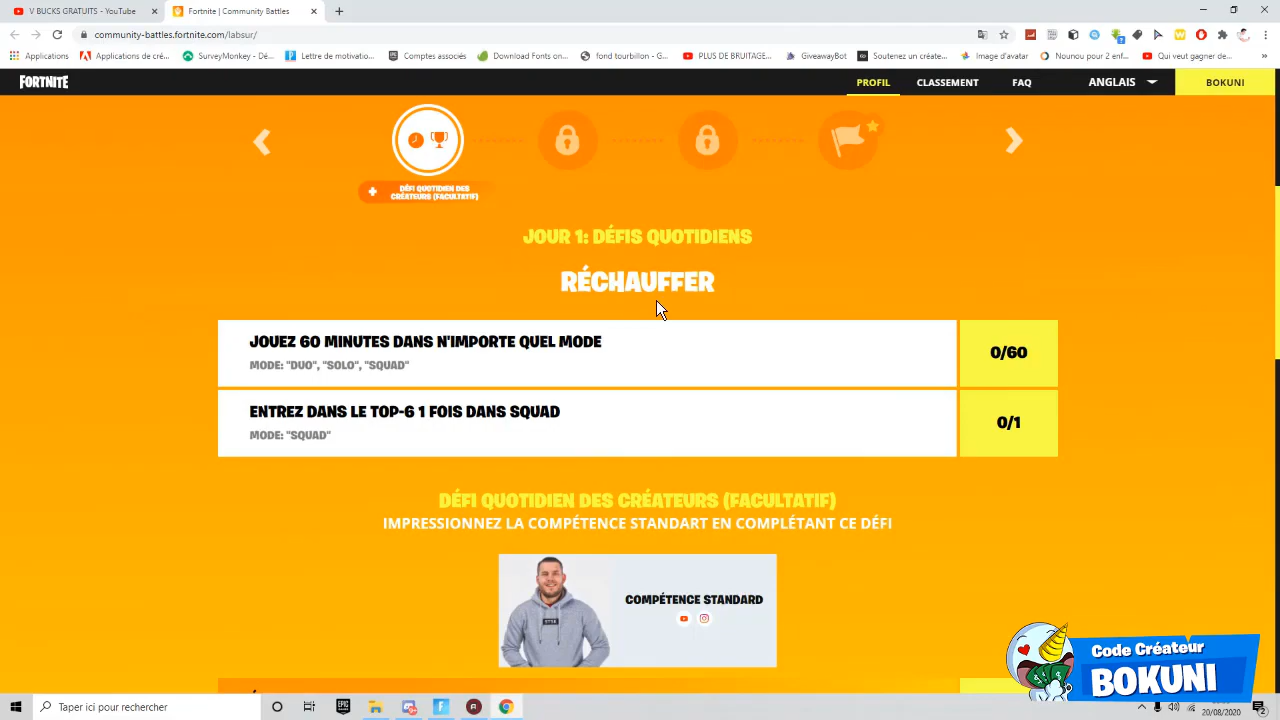 V BUCKS GRATUITS - YouTube
Fortnite | Community Battles
community-battles.fortnite.com/labsur/
Applications
Applications de cré...
SurveyMonkey - Dé...
Lettre de motivatio...
Comptes associés
Download Fonts on...
fond tourbillon - G...
PLUS DE BRUITAGE...
GiveawayBot
Soutenez un créate...
Image d'avatar
Nounou pour 2 enf...
Qui veut gagner de...
»
FORTNITE
PROFIL
CLASSEMENT
FAQ
ANGLAIS
BOKUNI
DÉFI QUOTIDIEN DES
CRÉATEURS (FACULTATIF)
JOUR 1: DÉFIS QUOTIDIENS
RÉCHAUFFER
JOUEZ 60 MINUTES DANS N'IMPORTE QUEL MODE
MODE: "DUO", "SOLO", "SQUAD"
0/60
ENTREZ DANS LE TOP-6 1 FOIS DANS SQUAD
MODE: "SQUAD"
0/1
DÉFI QUOTIDIEN DES CRÉATEURS (FACULTATIF)
IMPRESSIONNEZ LA COMPÉTENCE STANDART EN COMPLÉTANT CE DÉFI
COMPÉTENCE STANDARD
Code Créateur
BOKUNI
Taper ici pour rechercher
20/08/2020